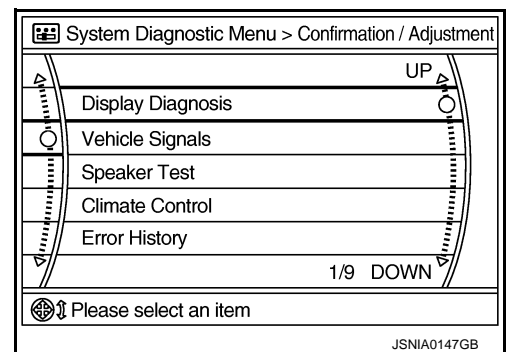 System Diagnostic Menu > Confirmation / Adjustment
UP
Display Diagnosis
Vehicle Signals
Speaker Test
Climate Control
Error History
1/9 DOWN
Please select an item
JSNIA0147GB